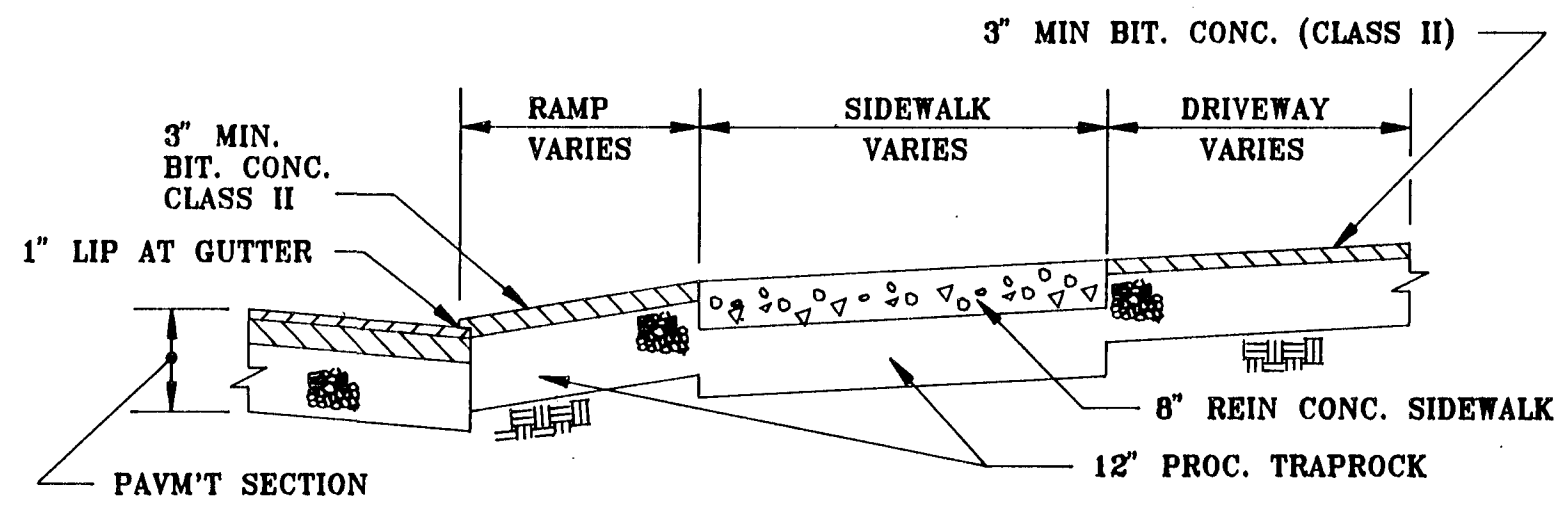 3" MIN BIT. CONC. (CLASS II)
RAMP
VARIES
SIDEWALK
VARIES
DRIVEWAY
VARIES
3" MIN.
BIT. CONC.
CLASS II
1" LIP AT GUTTER
8" REIN CONC. SIDEWALK
12" PROC. TRAPROCK
PAVM'T SECTION